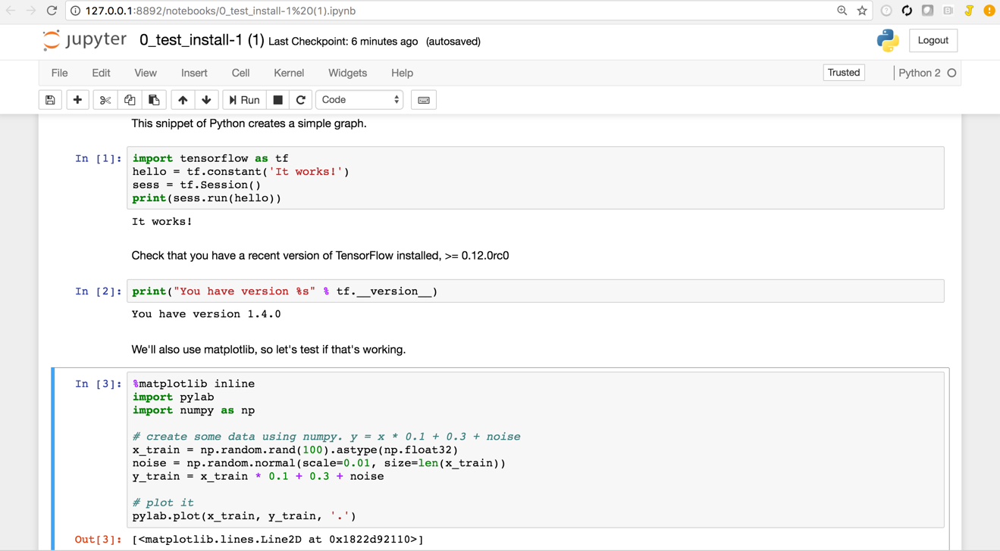 127.0.0.1:8892/notebooks/0_test_install-1%20(1).ipynb
jupyter 0_test_install-1 (1) Last Checkpoint: 6 minutes ago (autosaved) Logout
File Edit View Insert Cell Kernel Widgets Help Trusted Python 2
Run Code
This snippet of Python creates a simple graph.
In [1]: import tensorflow as tf
hello = tf.constant('It works!')
sess = tf.Session()
print(sess.run(hello))
It works!
Check that you have a recent version of TensorFlow installed, >= 0.12.0rc0
In [2]: print("You have version %s" % tf.__version__)
You have version 1.4.0
We'll also use matplotlib, so let's test if that's working.
In [3]: %matplotlib inline
import pylab
import numpy as np
# create some data using numpy. y = x * 0.1 + 0.3 + noise
x_train = np.random.rand(100).astype(np.float32)
noise = np.random.normal(scale=0.01, size=len(x_train))
y_train = x_train * 0.1 + 0.3 + noise
# plot it
pylab.plot(x_train, y_train, '.')
Out[3]: [<matplotlib.lines.Line2D at 0x1822d92110>]